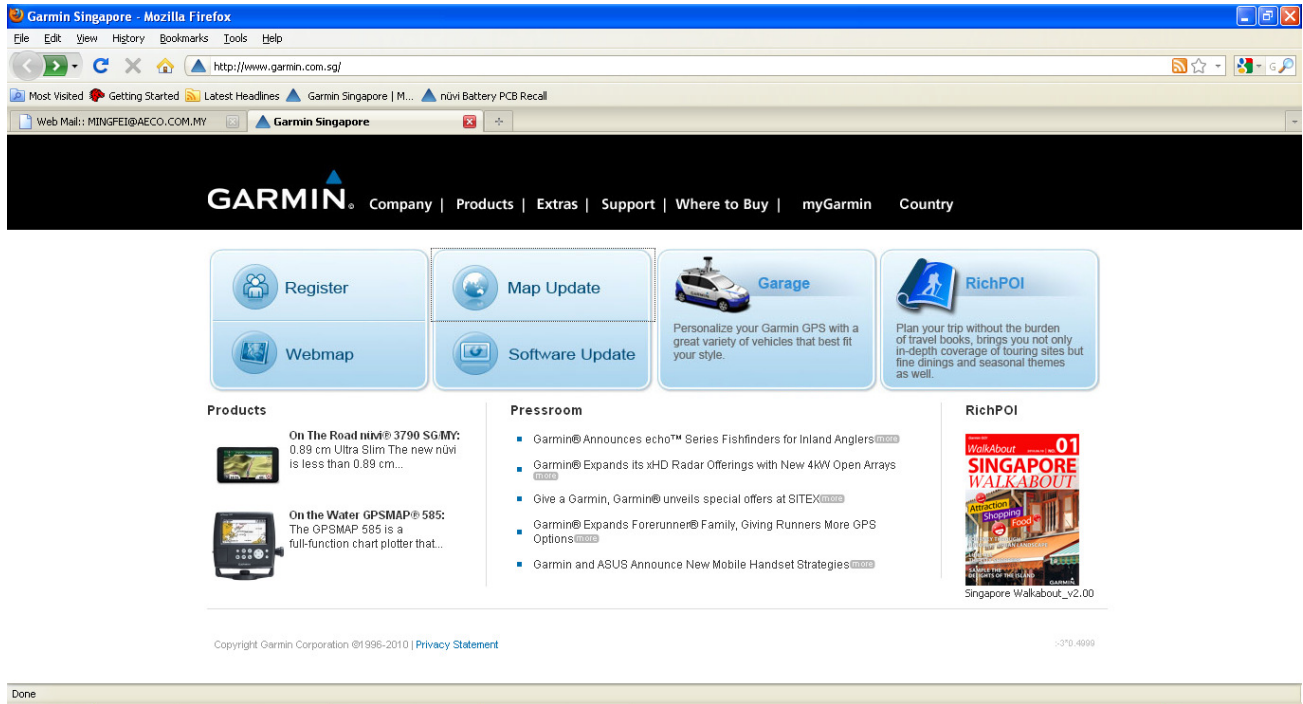 Garmin Singapore - Mozilla Firefox
File Edit View History Bookmarks Tools Help
http://www.garmin.com.sg/
G
Most Visited Getting Started Latest Headlines Garmin Singapore | M... nüvi Battery PCB Recall
Web Mail:: MINGFEI@AECO.COM.MY Garmin Singapore
GARMIN® Company | Products | Extras | Support | Where to Buy | myGarmin Country
Register
Map Update
Garage
RichPOI
Webmap
Software Update
Personalize your Garmin GPS with a
great variety of vehicles that best fit
your style.
Plan your trip without the burden
of travel books, brings you not only
in-depth coverage of touring sites but
fine dinings and seasonal themes
as well.
Products
On The Road nüvi® 3790 SG/MY:
0.89 cm Ultra Slim The new nüvi
is less than 0.89 cm...
On the Water GPSMAP® 585:
The GPSMAP 585 is a
full-function chart plotter that...
Pressroom
Garmin® Announces echo™ Series Fishfinders for Inland Anglers more
Garmin® Expands its xHD Radar Offerings with New 4kW Open Arrays
more
Give a Garmin, Garmin® unveils special offers at SITEX more
Garmin® Expands Forerunner® Family, Giving Runners More GPS
Options more
Garmin and ASUS Announce New Mobile Handset Strategies more
RichPOI
WalkAbout 01
SINGAPORE
WALKABOUT
Attraction
Shopping
Food
SAMPLE THE
DELIGHTS OF THE ISLAND
GARMIN
Singapore Walkabout_v2.00
Copyright Garmin Corporation ©1996-2010 | Privacy Statement
>3*0.4999
Done